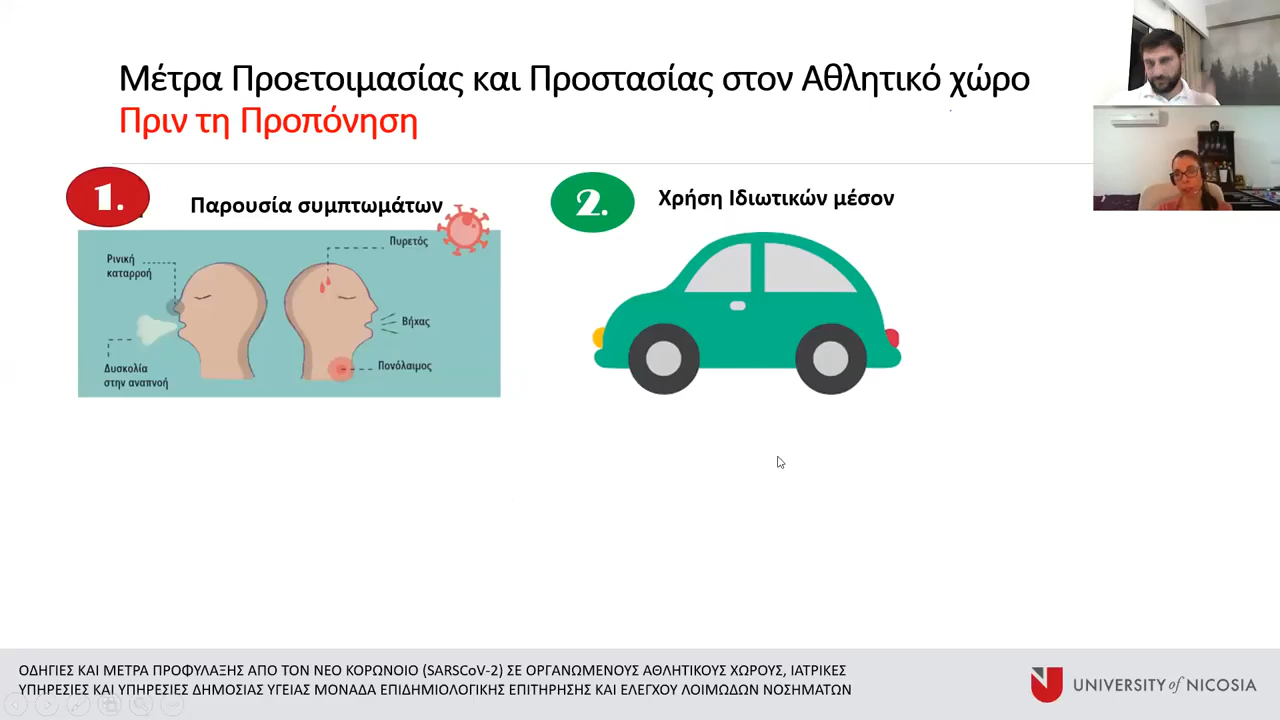 Μέτρα Προετοιμασίας και Προστασίας στον Αθλητικό χώρο
Πριν τη Προπόνηση
1.
Παρουσία συμπτωμάτων
Ρινική
καταρροή
Πυρετός
Βήχας
Δυσκολία
στην αναπνοή
Πονόλαιμος
2.
Χρήση Ιδιωτικών μέσον
ΟΔΗΓΙΕΣ ΚΑΙ ΜΕΤΡΑ ΠΡΟΦΥΛΑΞΗΣ ΑΠΟ ΤΟΝ ΝΕΟ ΚΟΡΩΝΟΙΟ (SARSCoV-2) ΣΕ ΟΡΓΑΝΩΜΕΝΟΥΣ ΑΘΛΗΤΙΚΟΥΣ ΧΩΡΟΥΣ, ΙΑΤΡΙΚΕΣ
ΥΠΗΡΕΣΙΕΣ ΚΑΙ ΥΠΗΡΕΣΙΕΣ ΔΗΜΟΣΙΑΣ ΥΓΕΙΑΣ ΜΟΝΑΔΑ ΕΠΙΔΗΜΙΟΛΟΓΙΚΗΣ ΕΠΙΤΗΡΗΣΗΣ ΚΑΙ ΕΛΕΓΧΟΥ ΛΟΙΜΩΔΩΝ ΝΟΣΗΜΑΤΩΝ
UNIVERSITY of NICOSIA